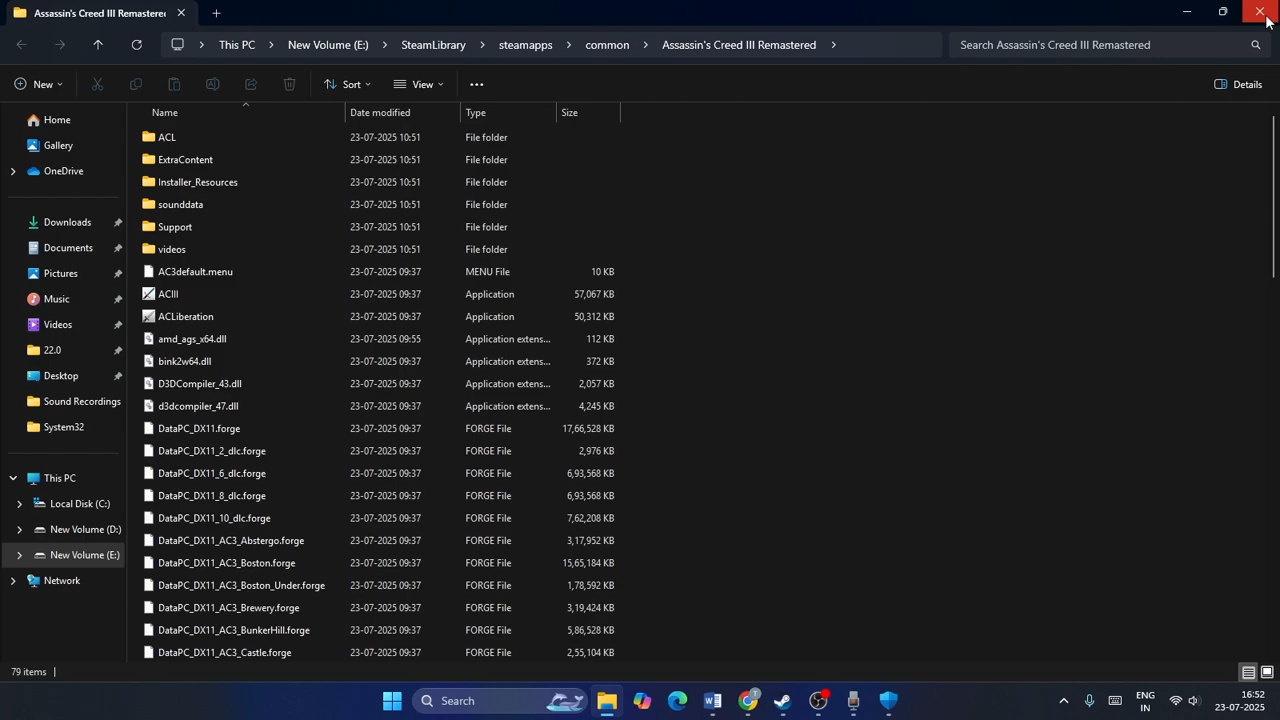 Assassin's Creed III Remastered
This PC New Volume (E:) SteamLibrary steamapps common Assassin's Creed III Remastered Search Assassin's Creed III Remastered
New Sort View Details
Name Date modified Type Size
Home
Gallery
OneDrive
Downloads
Documents
Pictures
Music
Videos
22.0
Desktop
Sound Recordings
System32
This PC
Local Disk (C:)
New Volume (D:)
New Volume (E:)
Network
ACL 23-07-2025 10:51 File folder
ExtraContent 23-07-2025 10:51 File folder
Installer_Resources 23-07-2025 10:51 File folder
sounddata 23-07-2025 10:51 File folder
Support 23-07-2025 10:51 File folder
videos 23-07-2025 10:51 File folder
AC3default.menu 23-07-2025 09:37 MENU File 10 KB
ACIII 23-07-2025 09:37 Application 57,067 KB
ACLiberation 23-07-2025 09:37 Application 50,312 KB
amd_ags_x64.dll 23-07-2025 09:55 Application extens... 112 KB
bink2w64.dll 23-07-2025 09:37 Application extens... 372 KB
D3DCompiler_43.dll 23-07-2025 09:37 Application extens... 2,057 KB
d3dcompiler_47.dll 23-07-2025 09:37 Application extens... 4,245 KB
DataPC_DX11.forge 23-07-2025 09:37 FORGE File 17,66,528 KB
DataPC_DX11_2_dlc.forge 23-07-2025 09:37 FORGE File 2,976 KB
DataPC_DX11_6_dlc.forge 23-07-2025 09:37 FORGE File 6,93,568 KB
DataPC_DX11_8_dlc.forge 23-07-2025 09:37 FORGE File 6,93,568 KB
DataPC_DX11_10_dlc.forge 23-07-2025 09:37 FORGE File 7,62,208 KB
DataPC_DX11_AC3_Abstergo.forge 23-07-2025 09:37 FORGE File 3,17,952 KB
DataPC_DX11_AC3_Boston.forge 23-07-2025 09:37 FORGE File 15,65,184 KB
DataPC_DX11_AC3_Boston_Under.forge 23-07-2025 09:37 FORGE File 1,78,592 KB
DataPC_DX11_AC3_Brewery.forge 23-07-2025 09:37 FORGE File 3,19,424 KB
DataPC_DX11_AC3_BunkerHill.forge 23-07-2025 09:37 FORGE File 5,86,528 KB
DataPC_DX11_AC3_Castle.forge 23-07-2025 09:37 FORGE File 2,55,104 KB
79 items
Search
ENG
IN
16:52
23-07-2025